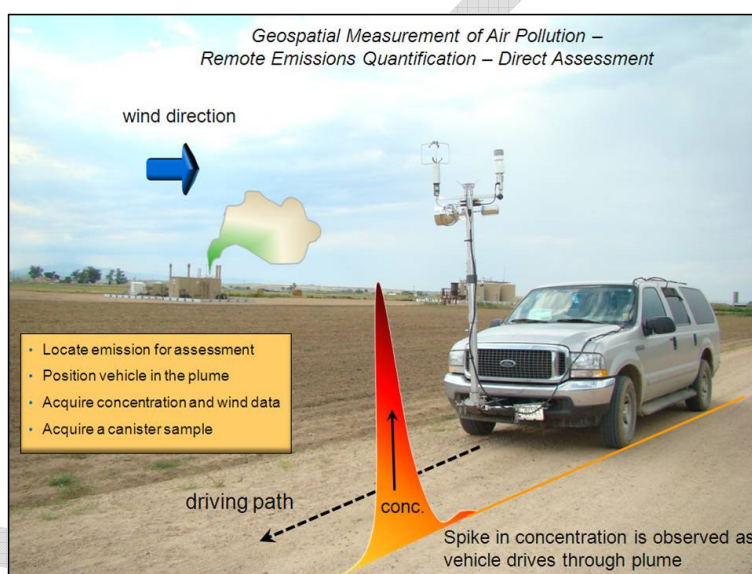 Geospatial Measurement of Air Pollution –
Remote Emissions Quantification – Direct Assessment
wind direction
• Locate emission for assessment
• Position vehicle in the plume
• Acquire concentration and wind data
• Acquire a canister sample
driving path
conc.
Spike in concentration is observed as
vehicle drives through plume